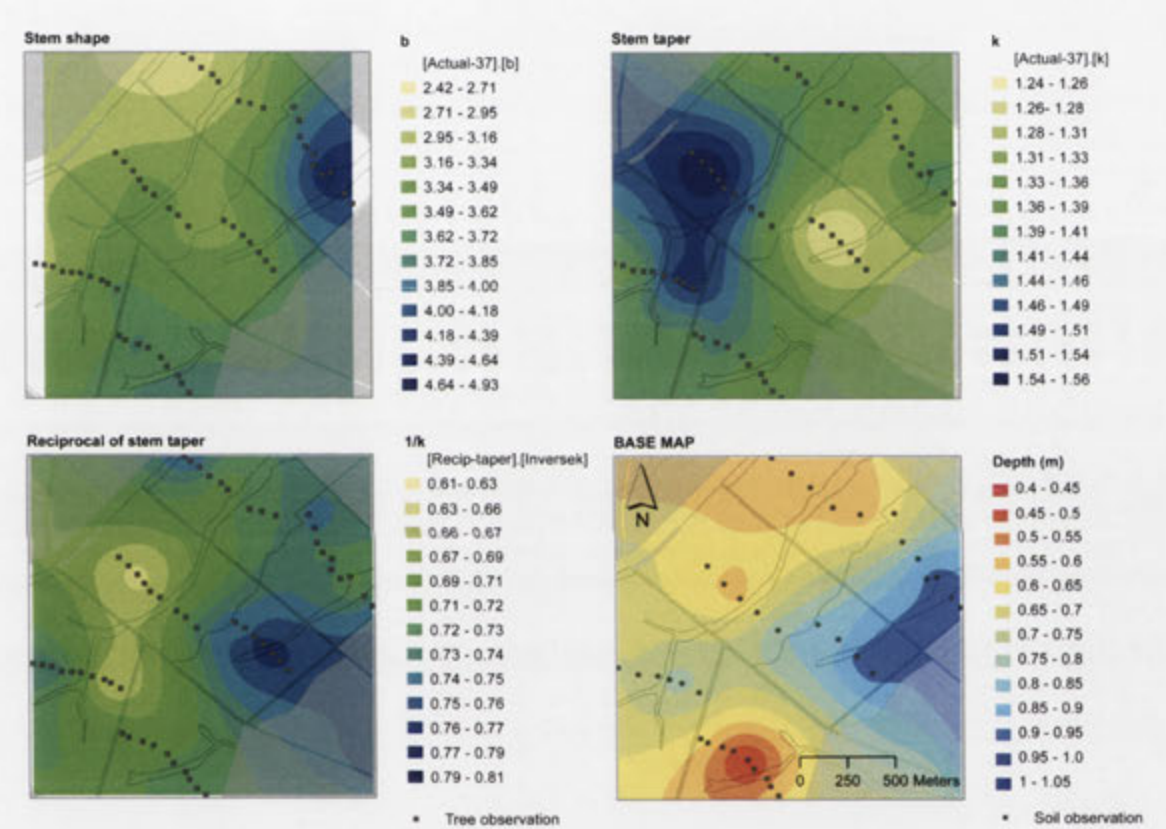 Stem shape
b
[Actual-37].[b]
2.42 - 2.71
2.71 - 2.95
2.95 - 3.16
3.16 - 3.34
3.34 - 3.49
3.49 - 3.62
3.62 - 3.72
3.72 - 3.85
3.85 - 4.00
4.00 - 4.18
4.18 - 4.39
4.39 - 4.64
4.64 - 4.93
Stem taper
k
[Actual-37].[k]
1.24 - 1.26
1.26- 1.28
1.28 - 1.31
1.31 - 1.33
1.33 - 1.36
1.36 - 1.39
1.39 - 1.41
1.41 - 1.44
1.44 - 1.46
1.46 - 1.49
1.49 - 1.51
1.51 - 1.54
1.54 - 1.56
Reciprocal of stem taper
1/k
[Recip-taper].[Inversek]
0.61- 0.63
0.63 - 0.66
0.66 - 0.67
0.67 - 0.69
0.69 - 0.71
0.71 - 0.72
0.72 - 0.73
0.73 - 0.74
0.74 - 0.75
0.75 - 0.76
0.76 - 0.77
0.77 - 0.79
0.79 - 0.81
Tree observation
BASE MAP
N
0 250 500 Meters
Depth (m)
0.4 - 0.45
0.45 - 0.5
0.5 - 0.55
0.55 - 0.6
0.6 - 0.65
0.65 - 0.7
0.7 - 0.75
0.75 - 0.8
0.8 - 0.85
0.85 - 0.9
0.9 - 0.95
0.95 - 1.0
1 - 1.05
Soil observation